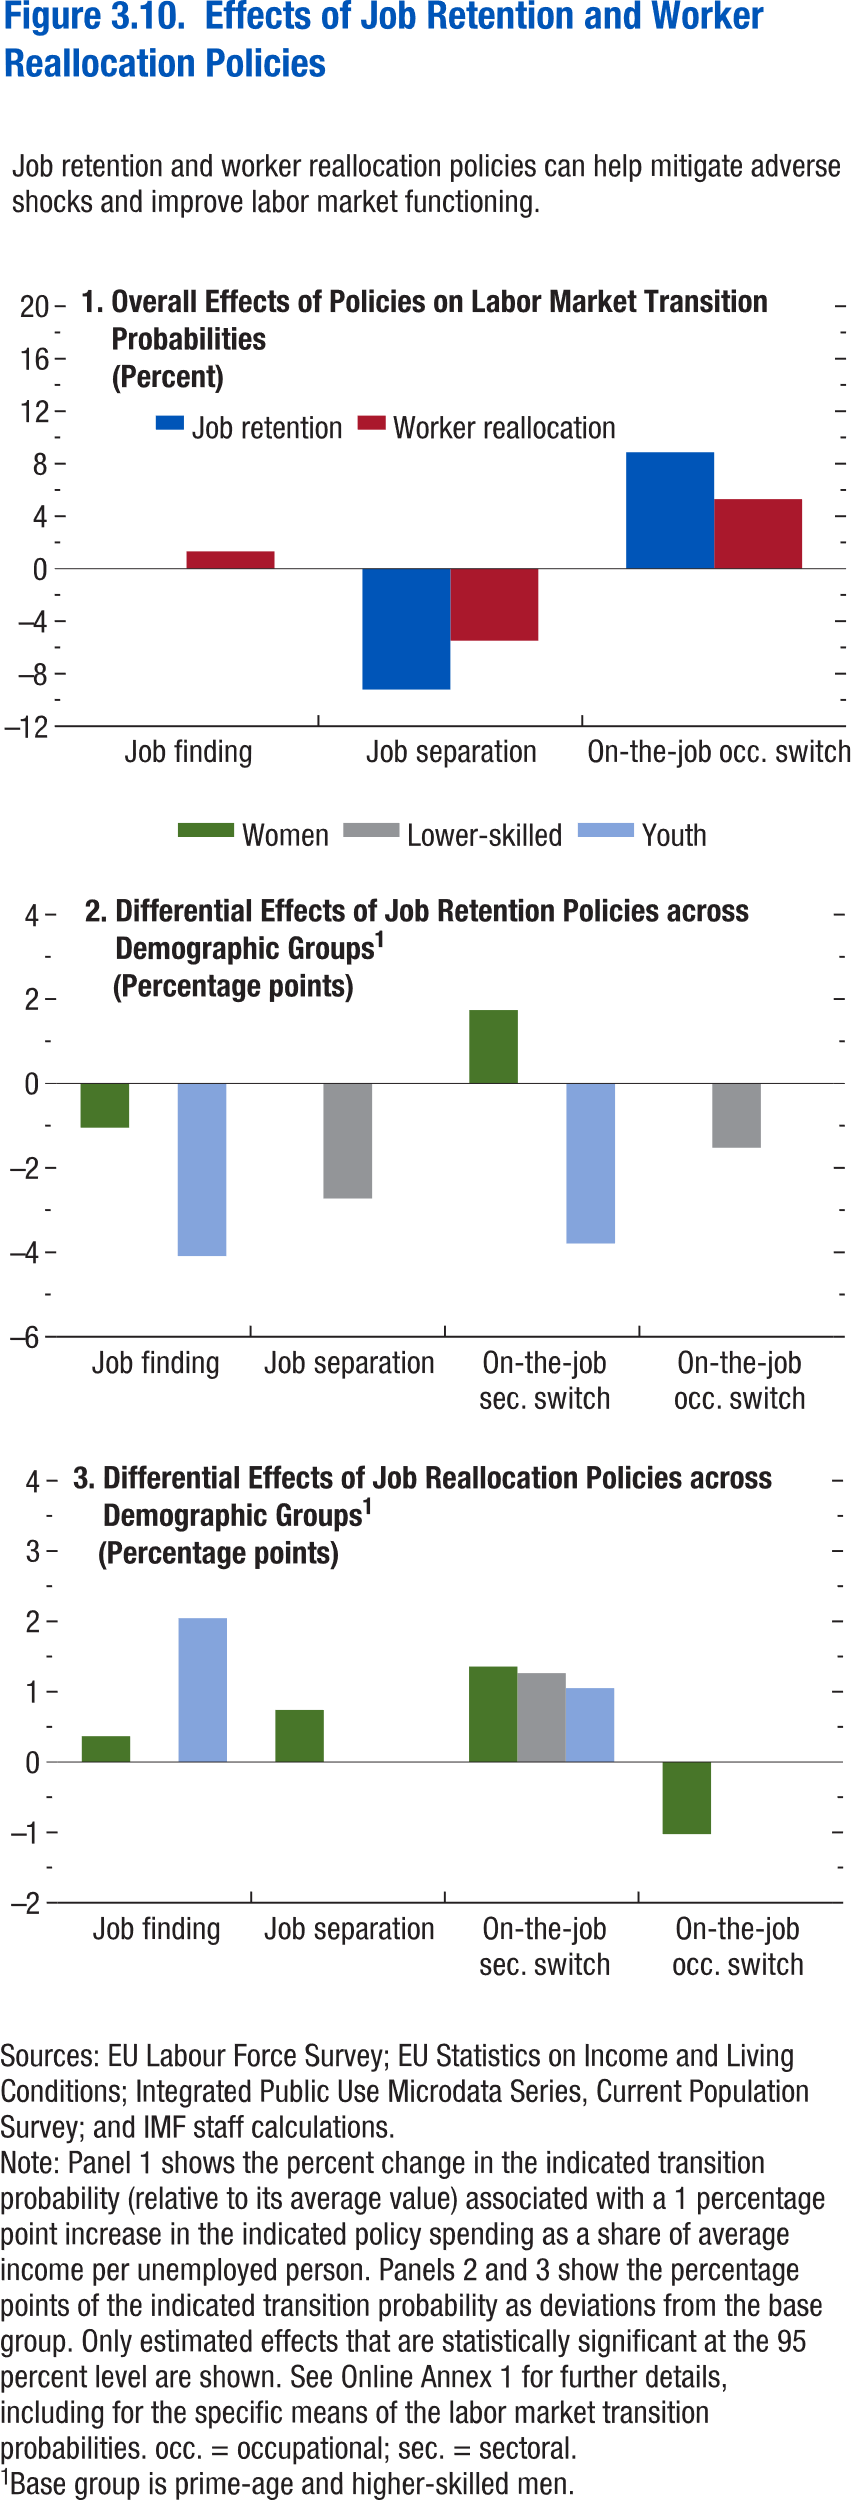 Figure 3.10.  Effects of Job Retention and Worker
Reallocation Policies
Job retention and worker reallocation policies can help mitigate adverse
shocks and improve labor market functioning.
1. Overall Effects of Policies on Labor Market Transition
Probabilities
(Percent)
Job retention
Worker reallocation
20
16
12
8
4
0
–4
–8
–12
Job finding
Job separation
On-the-job occ. switch
Women
Lower-skilled
Youth
2. Differential Effects of Job Retention Policies across
Demographic Groups¹
(Percentage points)
4
2
0
–2
–4
–6
Job finding
Job separation
On-the-job
sec. switch
On-the-job
occ. switch
3. Differential Effects of Job Reallocation Policies across
Demographic Groups¹
(Percentage points)
4
3
2
1
0
–1
–2
Job finding
Job separation
On-the-job
sec. switch
On-the-job
occ. switch
Sources: EU Labour Force Survey; EU Statistics on Income and Living
Conditions; Integrated Public Use Microdata Series, Current Population
Survey; and IMF staff calculations.
Note: Panel 1 shows the percent change in the indicated transition
probability (relative to its average value) associated with a 1 percentage
point increase in the indicated policy spending as a share of average
income per unemployed person. Panels 2 and 3 show the percentage
points of the indicated transition probability as deviations from the base
group. Only estimated effects that are statistically significant at the 95
percent level are shown. See Online Annex 1 for further details,
including for the specific means of the labor market transition
probabilities. occ. = occupational; sec. = sectoral.
¹Base group is prime-age and higher-skilled men.